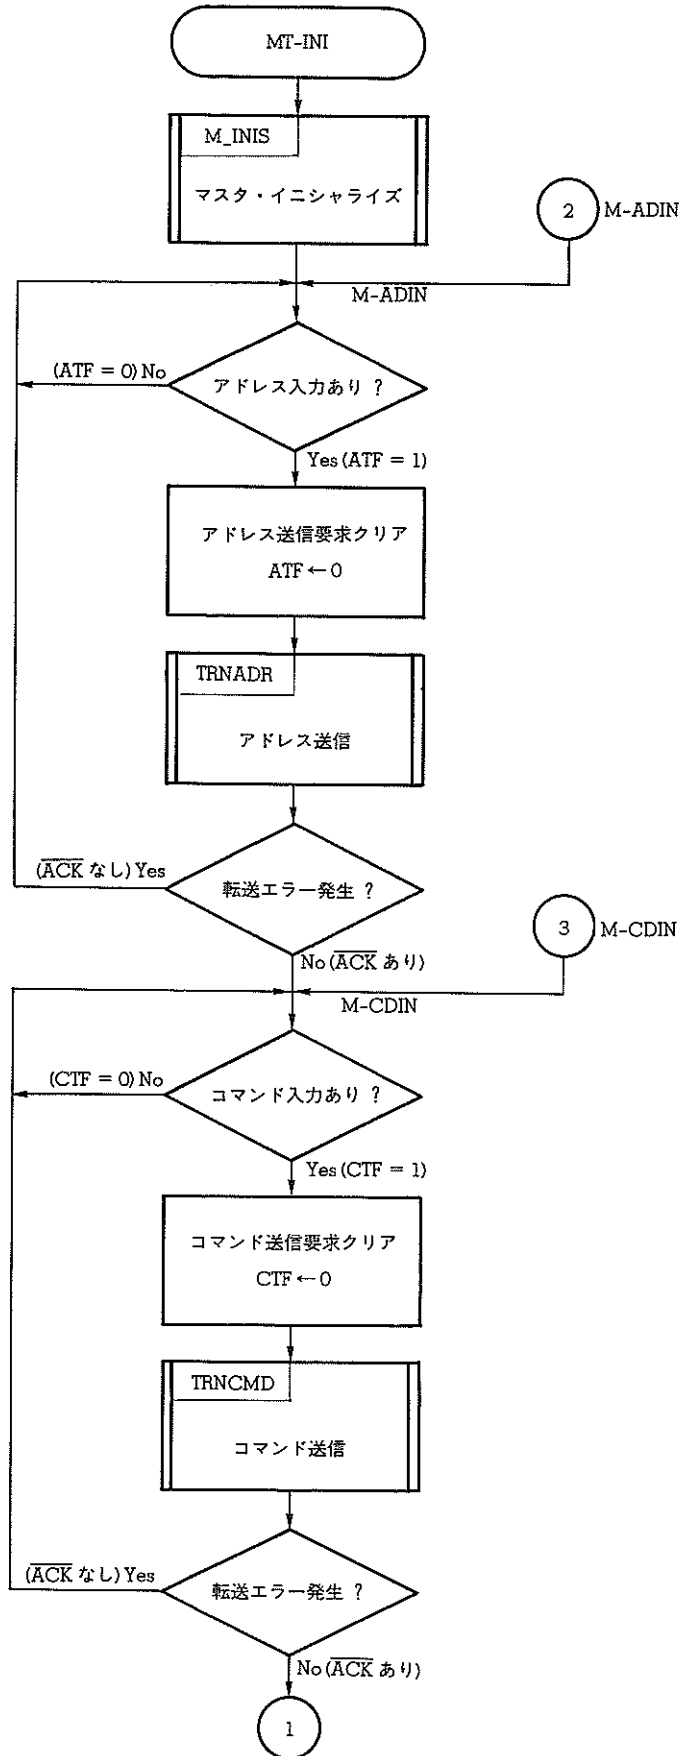 MT-INI
M_INIS
マスタ・イニシャライズ
2 M-ADIN
M-ADIN
(ATF = 0) No
アドレス入力あり ?
Yes (ATF = 1)
アドレス送信要求クリア
ATF ← 0
TRNADR
アドレス送信
(A̅C̅K̅ なし) Yes
転送エラー発生 ?
3 M-CDIN
No (A̅C̅K̅ あり)
M-CDIN
(CTF = 0) No
コマンド入力あり ?
Yes (CTF = 1)
コマンド送信要求クリア
CTF ← 0
TRNCMD
コマンド送信
(A̅C̅K̅ なし) Yes
転送エラー発生 ?
No (A̅C̅K̅ あり)
1